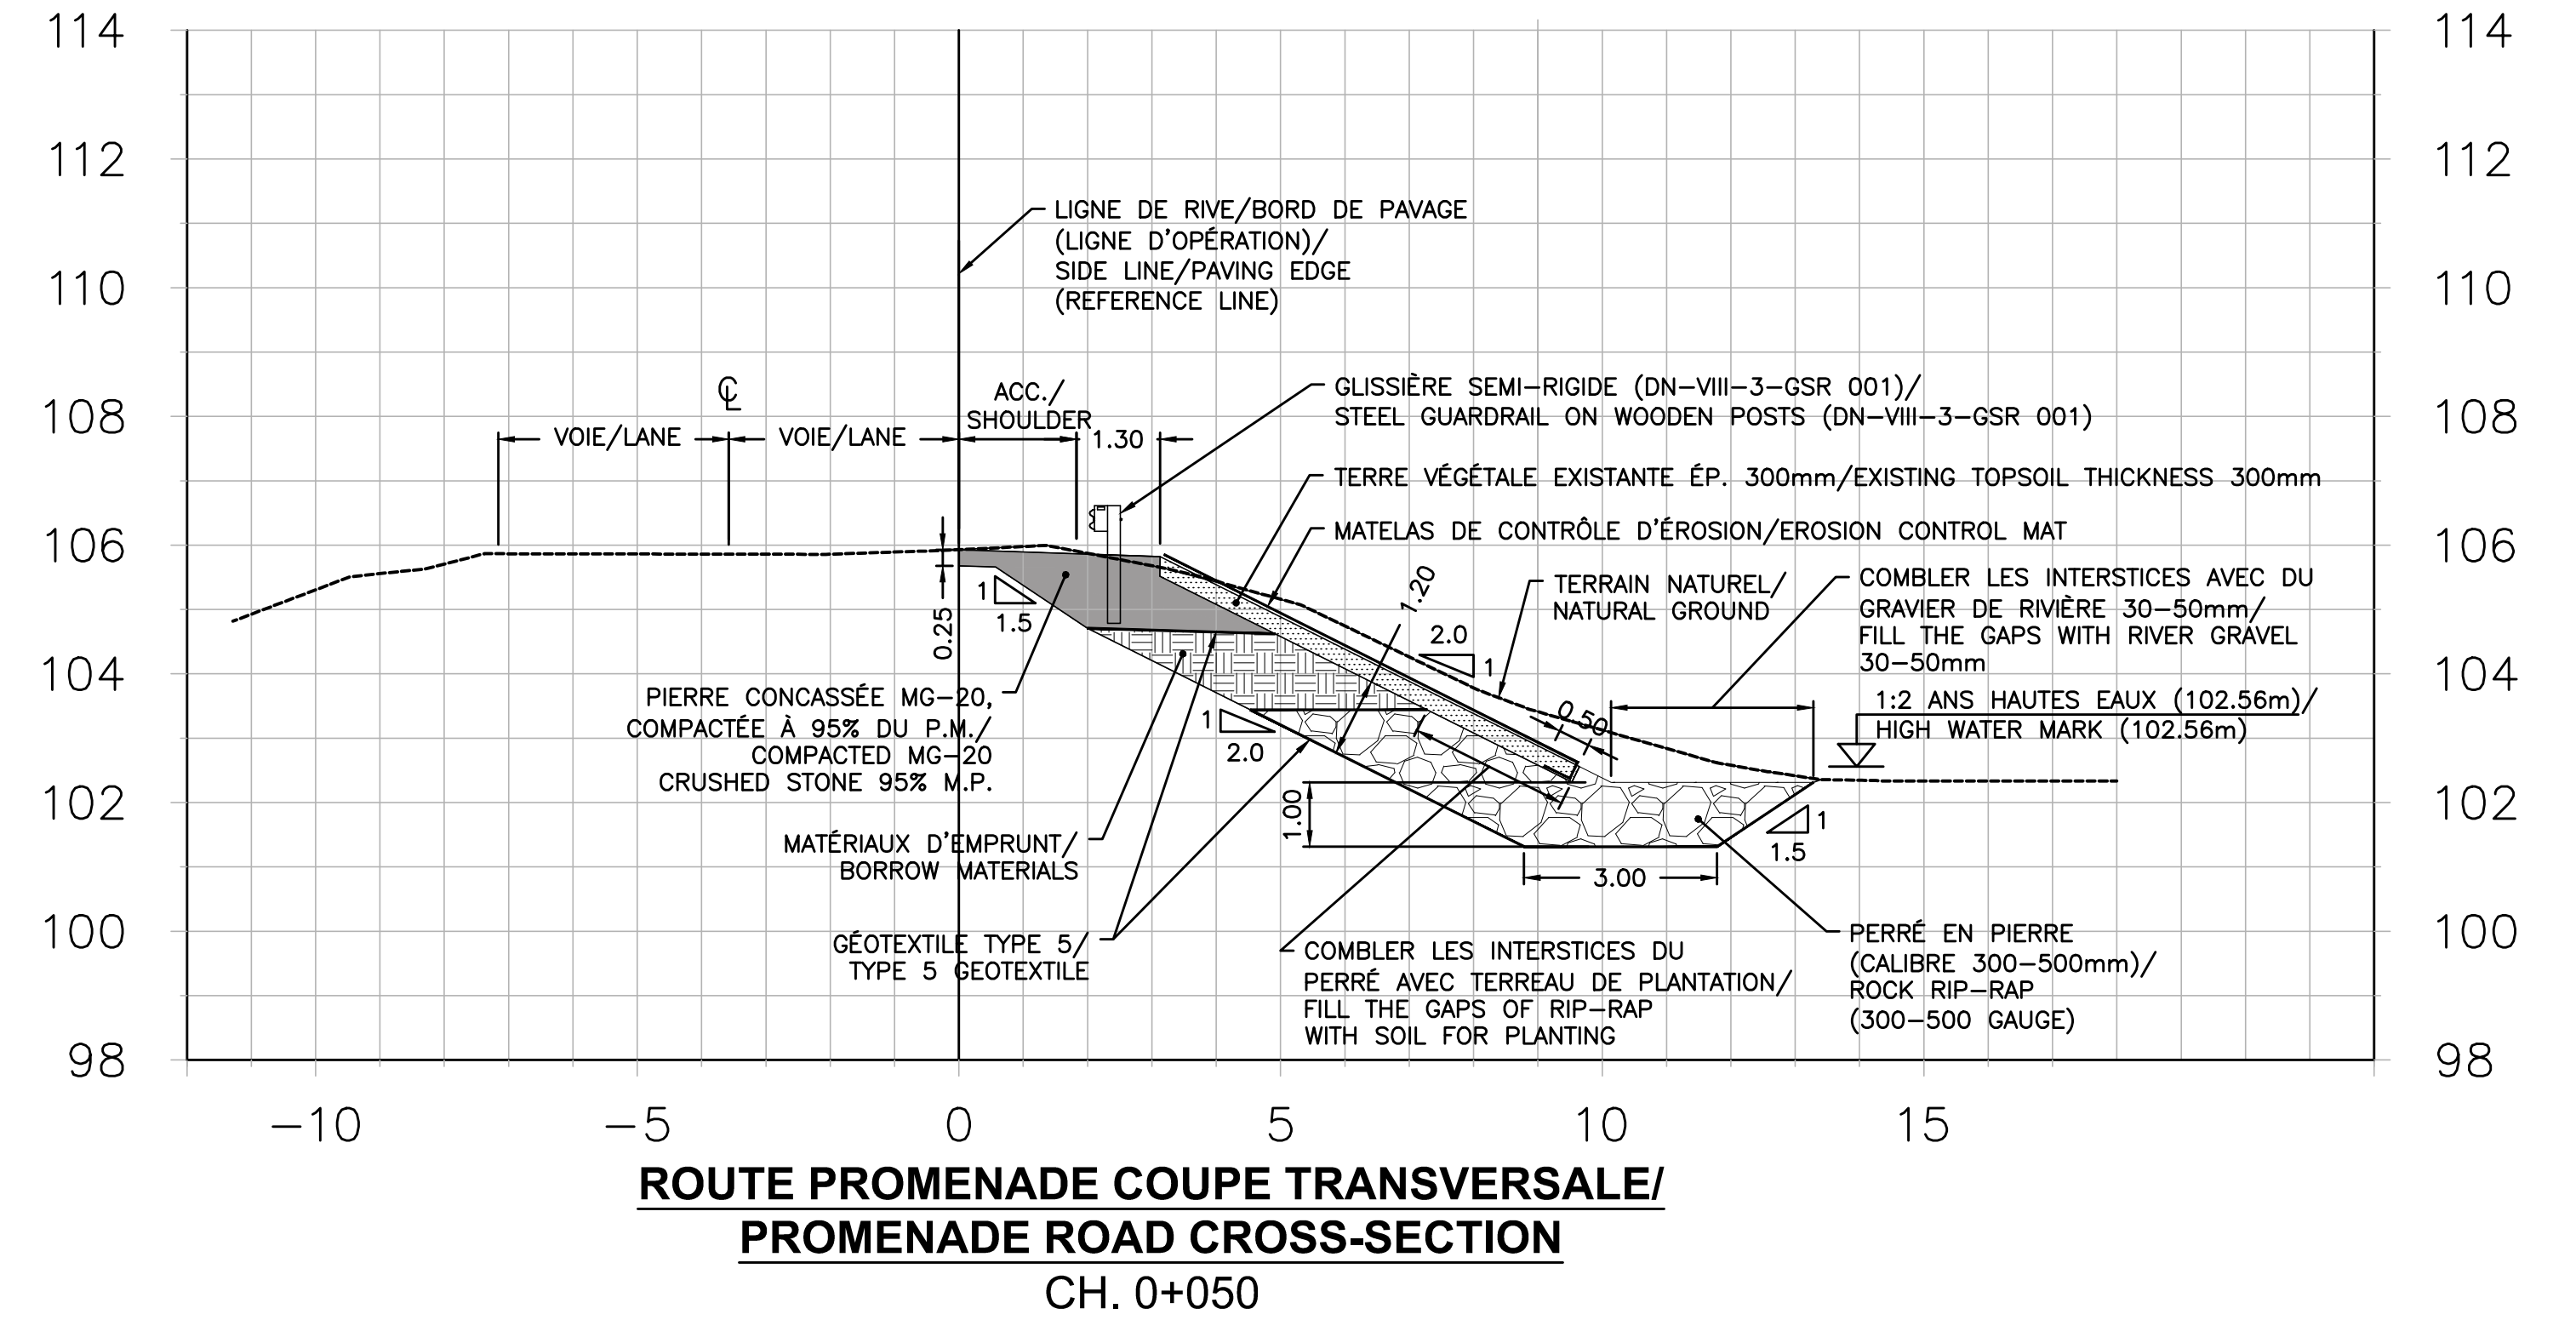 114
114
112
112
LIGNE DE RIVE/BORD DE PAVAGE
(LIGNE D'OPÉRATION)/
SIDE LINE/PAVING EDGE
(REFERENCE LINE)
110
110
108
108
℄
VOIE/LANE
VOIE/LANE
ACC./
SHOULDER
1.30
GLISSIÈRE SEMI-RIGIDE (DN-VIII-3-GSR 001)/
STEEL GUARDRAIL ON WOODEN POSTS (DN-VIII-3-GSR 001)
TERRE VÉGÉTALE EXISTANTE ÉP. 300mm/EXISTING TOPSOIL THICKNESS 300mm
MATELAS DE CONTRÔLE D'ÉROSION/EROSION CONTROL MAT
106
106
TERRAIN NATUREL/
NATURAL GROUND
COMBLER LES INTERSTICES AVEC DU
GRAVIER DE RIVIÈRE 30-50mm/
FILL THE GAPS WITH RIVER GRAVEL
30-50mm
1
1.5
0.25
1.20
2.0
1
104
104
1:2 ANS HAUTES EAUX (102.56m)/
HIGH WATER MARK (102.56m)
0.50
PIERRE CONCASSÉE MG-20,
COMPACTÉE À 95% DU P.M./
COMPACTED MG-20
CRUSHED STONE 95% M.P.
1
2.0
102
102
1.00
1
1.5
MATÉRIAUX D'EMPRUNT/
BORROW MATERIALS
3.00
100
100
GÉOTEXTILE TYPE 5/
TYPE 5 GEOTEXTILE
COMBLER LES INTERSTICES DU
PERRÉ AVEC TERREAU DE PLANTATION/
FILL THE GAPS OF RIP-RAP
WITH SOIL FOR PLANTING
PERRÉ EN PIERRE
(CALIBRE 300-500mm)/
ROCK RIP-RAP
(300-500 GAUGE)
98
98
-10
-5
0
5
10
15
ROUTE PROMENADE COUPE TRANSVERSALE/
PROMENADE ROAD CROSS-SECTION
CH. 0+050